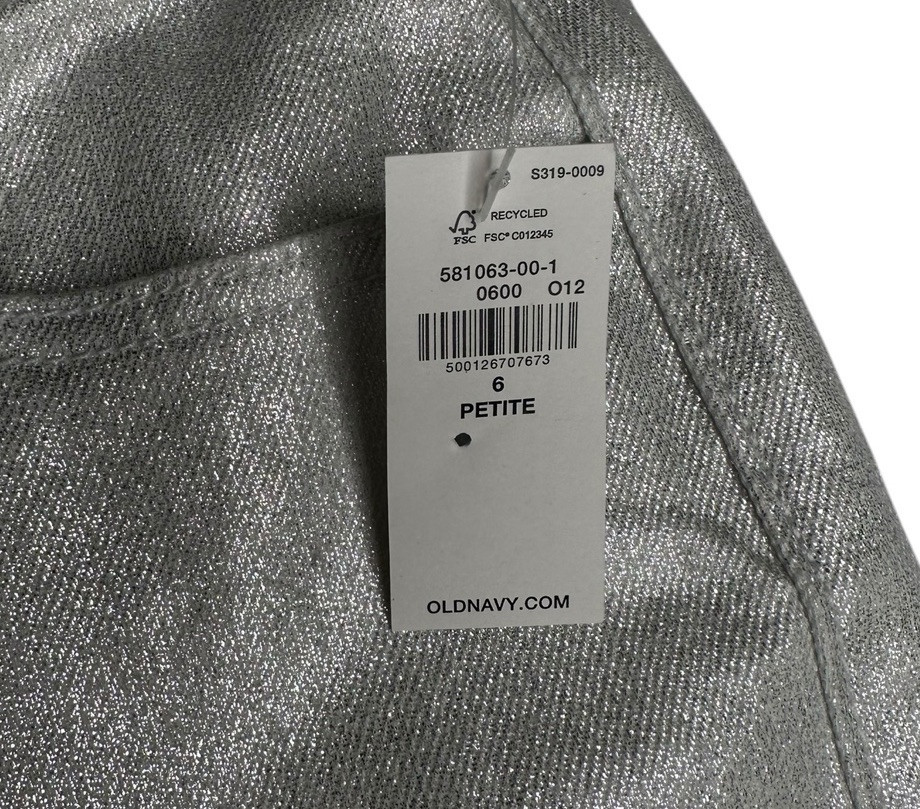 S319-0009
RECYCLED
FSC FSC® C012345
581063-00-1
0600 O12
500126707673
6
PETITE
OLDNAVY.COM